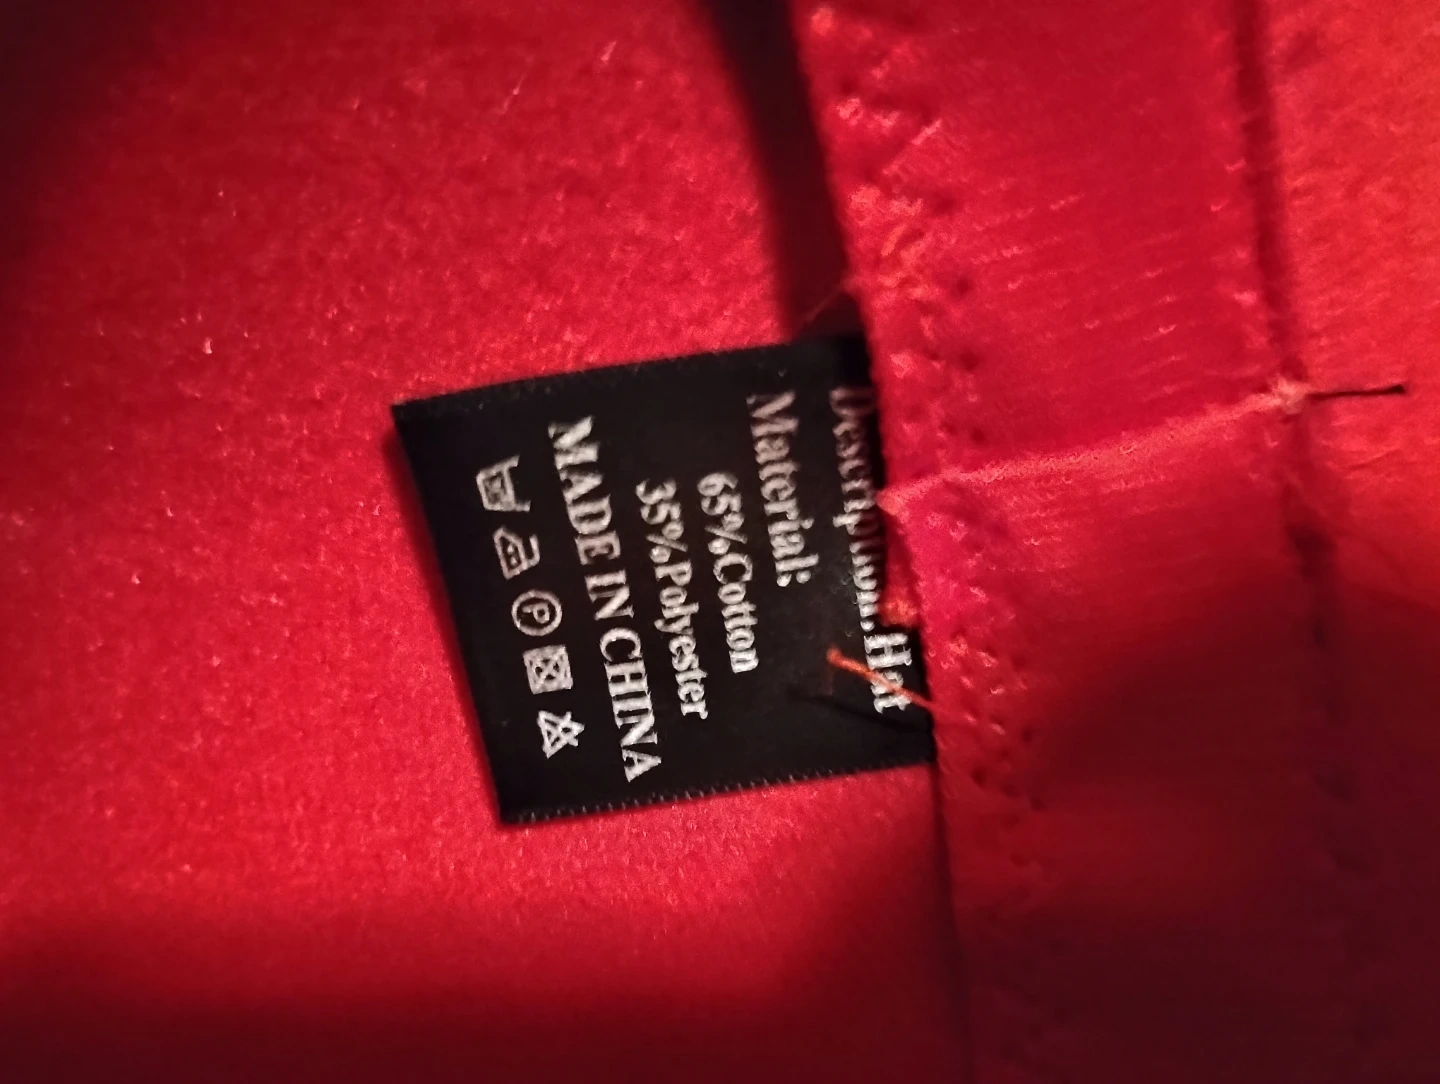 Description: Hat
Material:
65%Cotton
35%Polyester
MADE IN CHINA
P